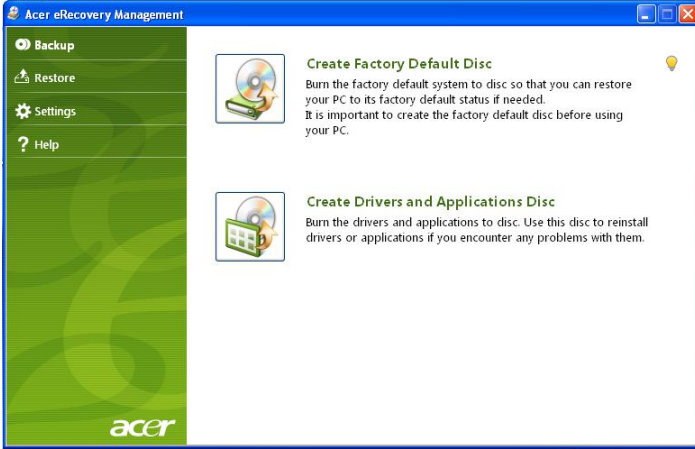 Acer eRecovery Management
Backup
Restore
Settings
Help
Create Factory Default Disc
Burn the factory default system to disc so that you can restore
your PC to its factory default status if needed.
It is important to create the factory default disc before using
your PC.
Create Drivers and Applications Disc
Burn the drivers and applications to disc. Use this disc to reinstall
drivers or applications if you encounter any problems with them.
acer